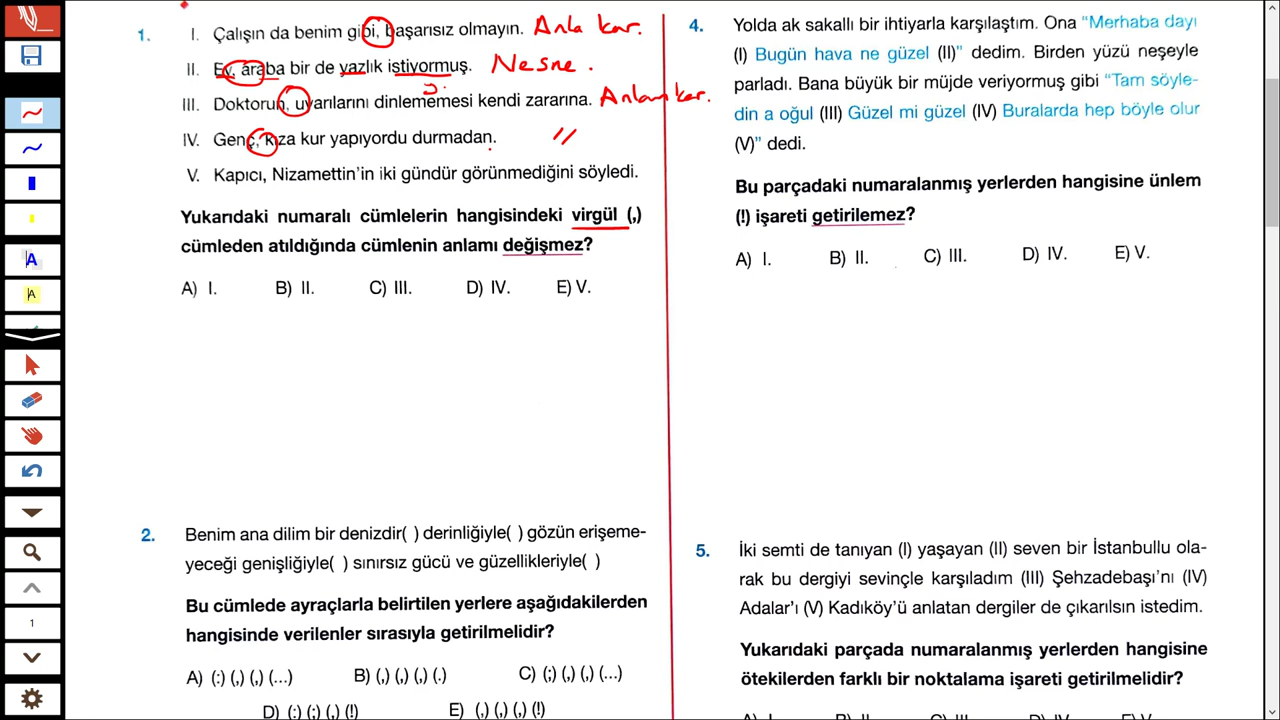 1. I. Çalışın da benim gibi, başarısız olmayın. Anla kar.
II. Ev, araba bir de yazlık istiyormuş. Nesne.
III. Doktorun, uyarılarını dinlememesi kendi zararına. Anlam kar.
IV. Genç, kıza kur yapıyordu durmadan. //
V. Kapıcı, Nizamettin’in iki gündür görünmediğini söyledi.
Yukarıdaki numaralı cümlelerin hangisindeki virgül (,)
cümleden atıldığında cümlenin anlamı değişmez?
A) I. B) II. C) III. D) IV. E) V.
2. Benim ana dilim bir denizdir( ) derinliğiyle( ) gözün erişeme-
yeceği genişliğiyle( ) sınırsız gücü ve güzellikleriyle( )
Bu cümlede ayraçlarla belirtilen yerlere aşağıdakilerden
hangisinde verilenler sırasıyla getirilmelidir?
A) (:) (,) (,) (...) B) (,) (,) (,) (.) C) (;) (,) (,) (...)
D) (:) (;) (,) (!) E) (,) (,) (,) (!)
4. Yolda ak sakallı bir ihtiyarla karşılaştım. Ona “Merhaba dayı
(I) Bugün hava ne güzel (II)” dedim. Birden yüzü neşeyle
parladı. Bana büyük bir müjde veriyormuş gibi “Tam söyle-
din a oğul (III) Güzel mi güzel (IV) Buralarda hep böyle olur
(V)” dedi.
Bu parçadaki numaralanmış yerlerden hangisine ünlem
(!) işareti getirilemez?
A) I. B) II. C) III. D) IV. E) V.
5. İki semti de tanıyan (I) yaşayan (II) seven bir İstanbullu ola-
rak bu dergiyi sevinçle karşıladım (III) Şehzadebaşı’nı (IV)
Adalar’ı (V) Kadıköy’ü anlatan dergiler de çıkarılsın istedim.
Yukarıdaki parçada numaralanmış yerlerden hangisine
ötekilerden farklı bir noktalama işareti getirilmelidir?
A
A
1